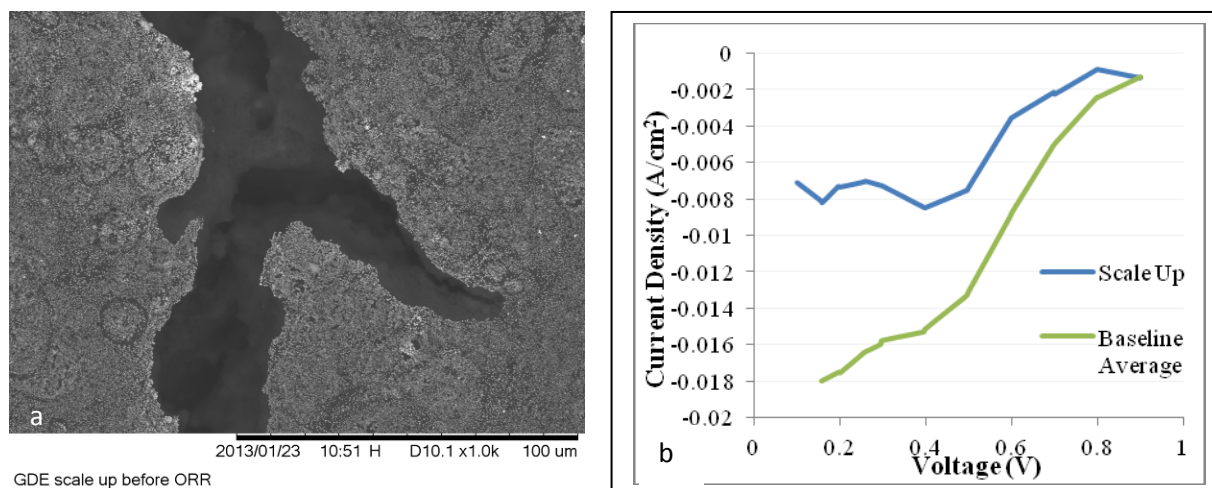 a
2013/01/23 10:51 H D10.1 x1.0k 100 um
GDE scale up before ORR
0
-0.002
-0.004
-0.006
-0.008
-0.01
-0.012
-0.014
-0.016
-0.018
-0.02
Current Density (A/cm²)
Scale Up
Baseline
Average
0 0.2 0.4 0.6 0.8 1
b
Voltage (V)